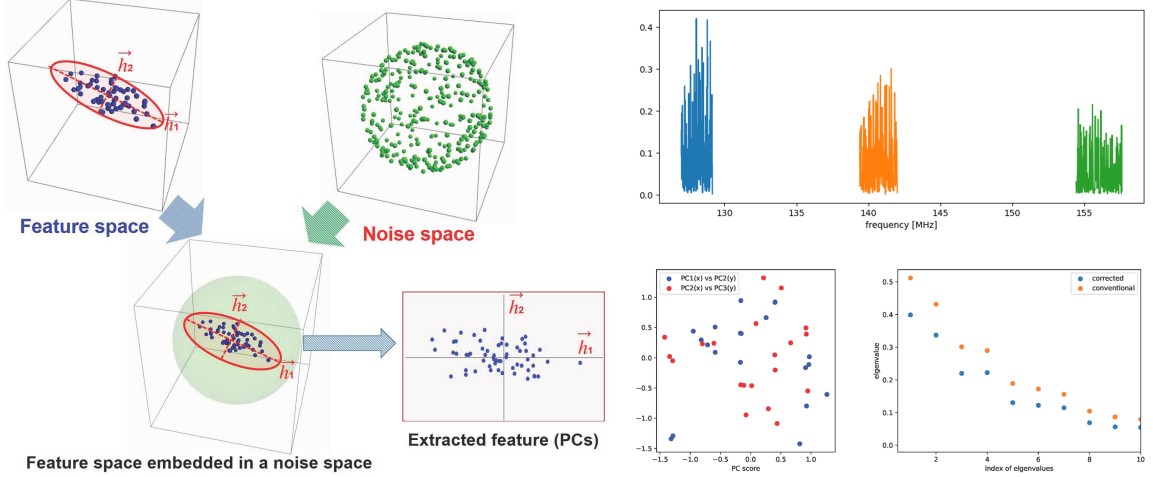 h₂
h₁
Feature space
Noise space
h₂
h₁
Feature space embedded in a noise space
h₂
h₁
Extracted feature (PCs)
0.4
0.3
0.2
0.1
0.0
130
135
140
145
150
155
frequency [MHz]
PC1(x) vs PC2(y)
PC2(x) vs PC3(y)
1.0
0.5
0.0
−0.5
−1.0
−1.5
−1.5
−1.0
−0.5
0.0
0.5
1.0
PC score
corrected
conventional
eigenvalue
0.5
0.4
0.3
0.2
0.1
0.0
2
4
6
8
10
Index of eigenvalues